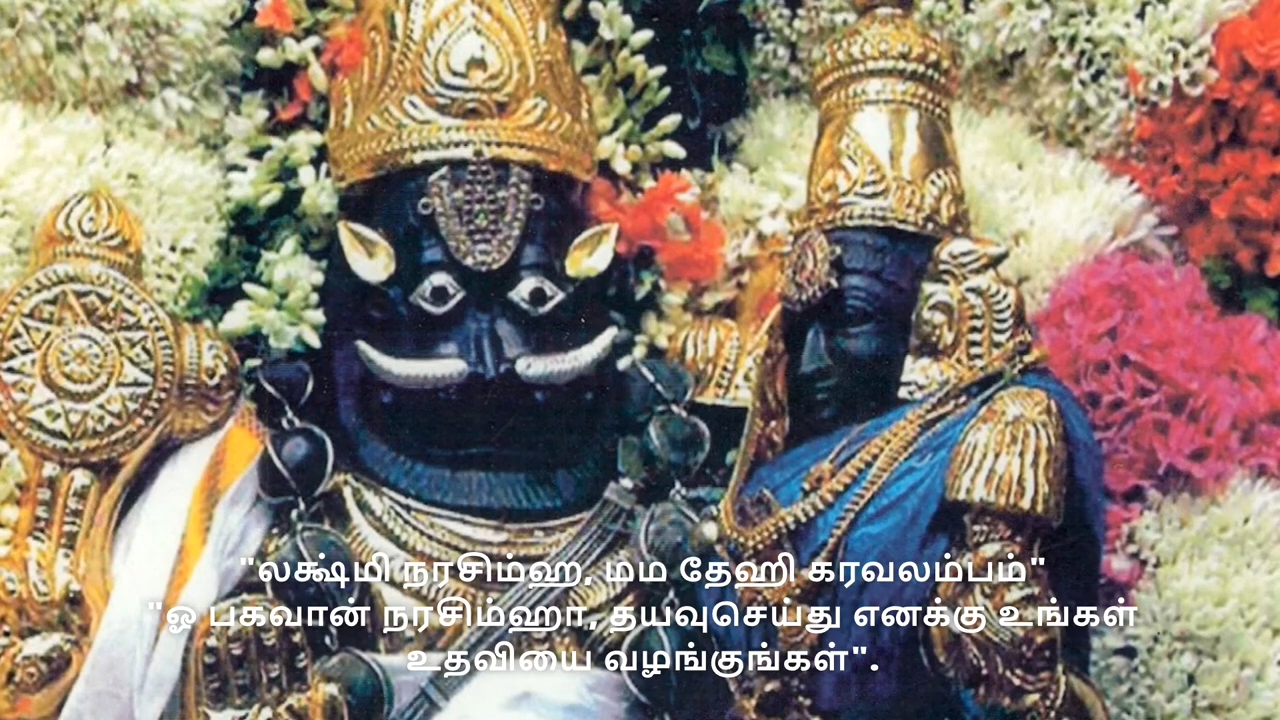 "லக்ஷ்மி நரசிம்ஹ, மம தேஹி கரவலம்பம்"
"ஓ பகவான் நரசிம்ஹா, தயவுசெய்து எனக்கு உங்கள்
உதவியை வழங்குங்கள்".